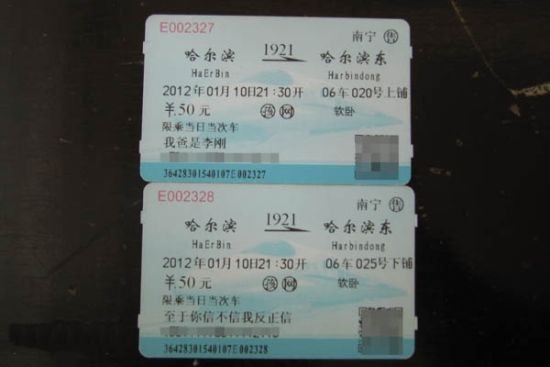 E002327
南宁 售
哈尔滨 1921 哈尔滨东
HaErBin Harbindong
2012年01月10日21:30开 06车020号上铺
¥50元 孩 网 软卧
限乘当日当次车
我爸是李刚
36428301540107E002327
E002328
南宁 售
哈尔滨 1921 哈尔滨东
HaErBin Harbindong
2012年01月10日21:30开 06车025号下铺
¥50元 孩 网 软卧
限乘当日当次车
至于你信不信我反正信
36428301540107E002328